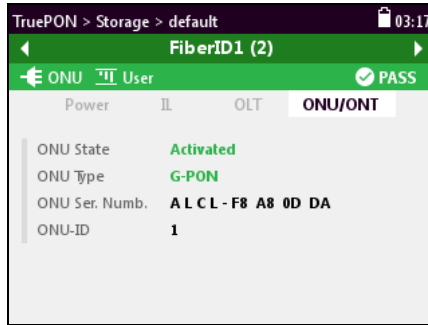 TruePON > Storage > default 03:17
FiberID1 (2)
ONU User PASS
Power IL OLT ONU/ONT
ONU State Activated
ONU Type G-PON
ONU Ser. Numb. A L C L - F8 A8 0D DA
ONU-ID 1